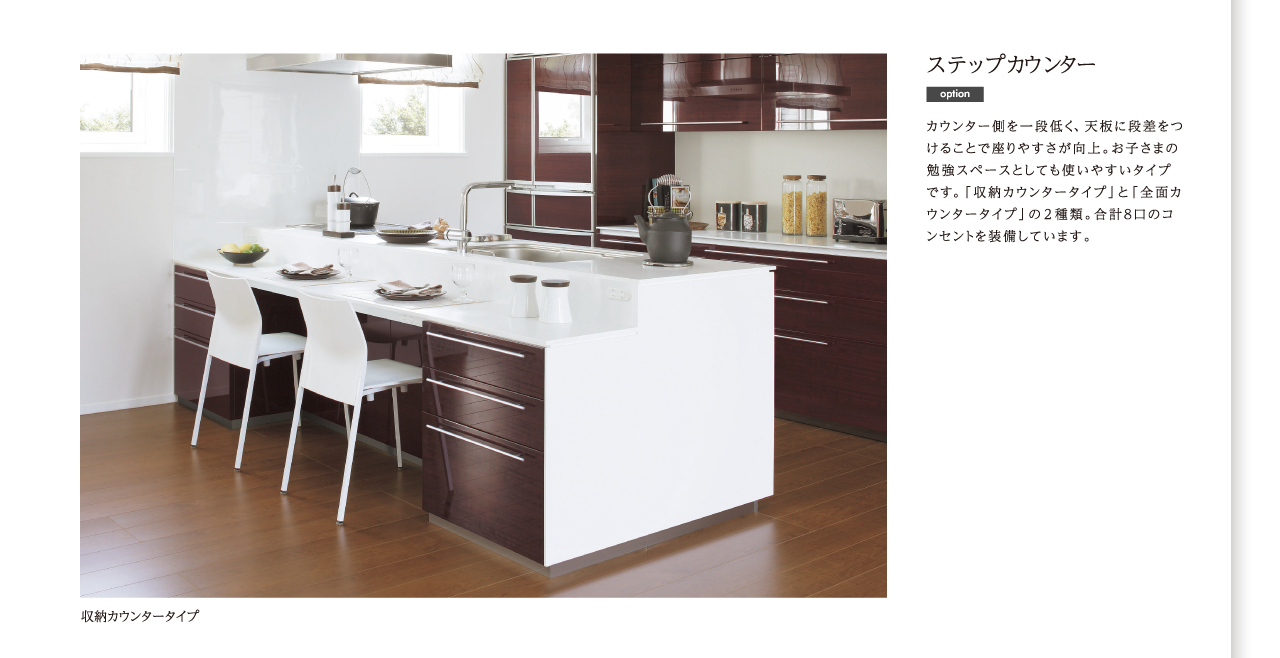 ステップカウンター
option
カウンター側を一段低く、天板に段差をつ
けることで座りやすさが向上。お子さまの
勉強スペースとしても使いやすいタイプ
です。「収納カウンタータイプ」と「全面カ
ウンタータイプ」の2種類。合計8口のコ
ンセントを装備しています。
収納カウンタータイプ